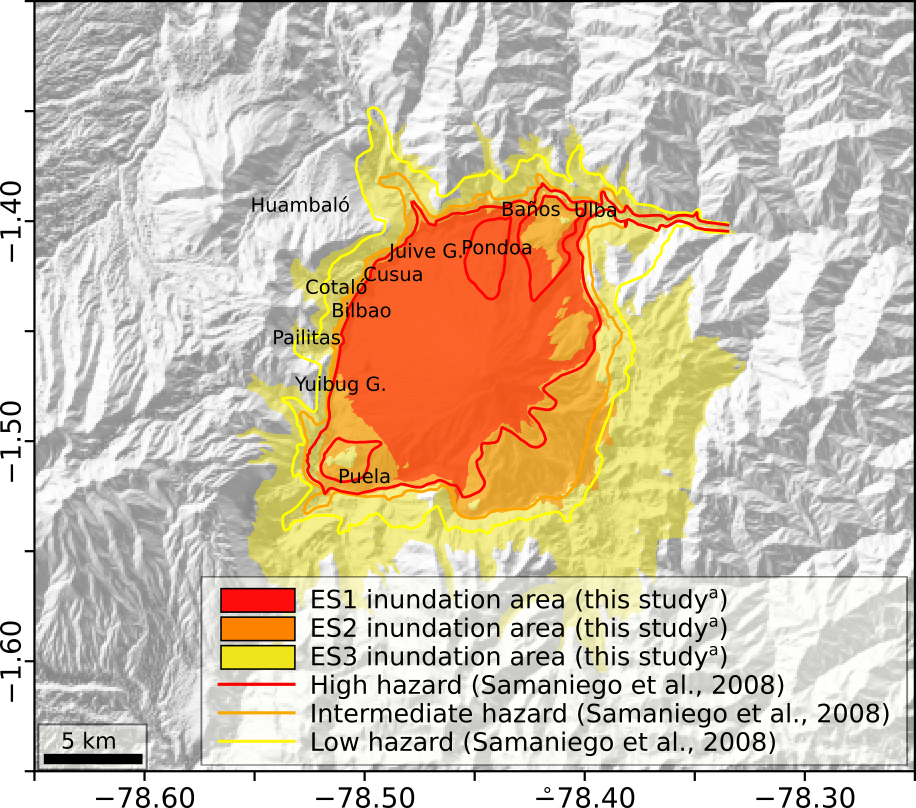 Huambaló
Baños
Ulba
Juive G.
Pondoa
Cusua
Cotaló
Bilbao
Pailitas
Yuibug G.
Puela
−1.40
−1.50
−1.60
ES1 inundation area (this studyᵃ)
ES2 inundation area (this studyᵃ)
ES3 inundation area (this studyᵃ)
High hazard (Samaniego et al., 2008)
Intermediate hazard (Samaniego et al., 2008)
Low hazard (Samaniego et al., 2008)
5 km
−78.60
−78.50
−78.40
−78.30